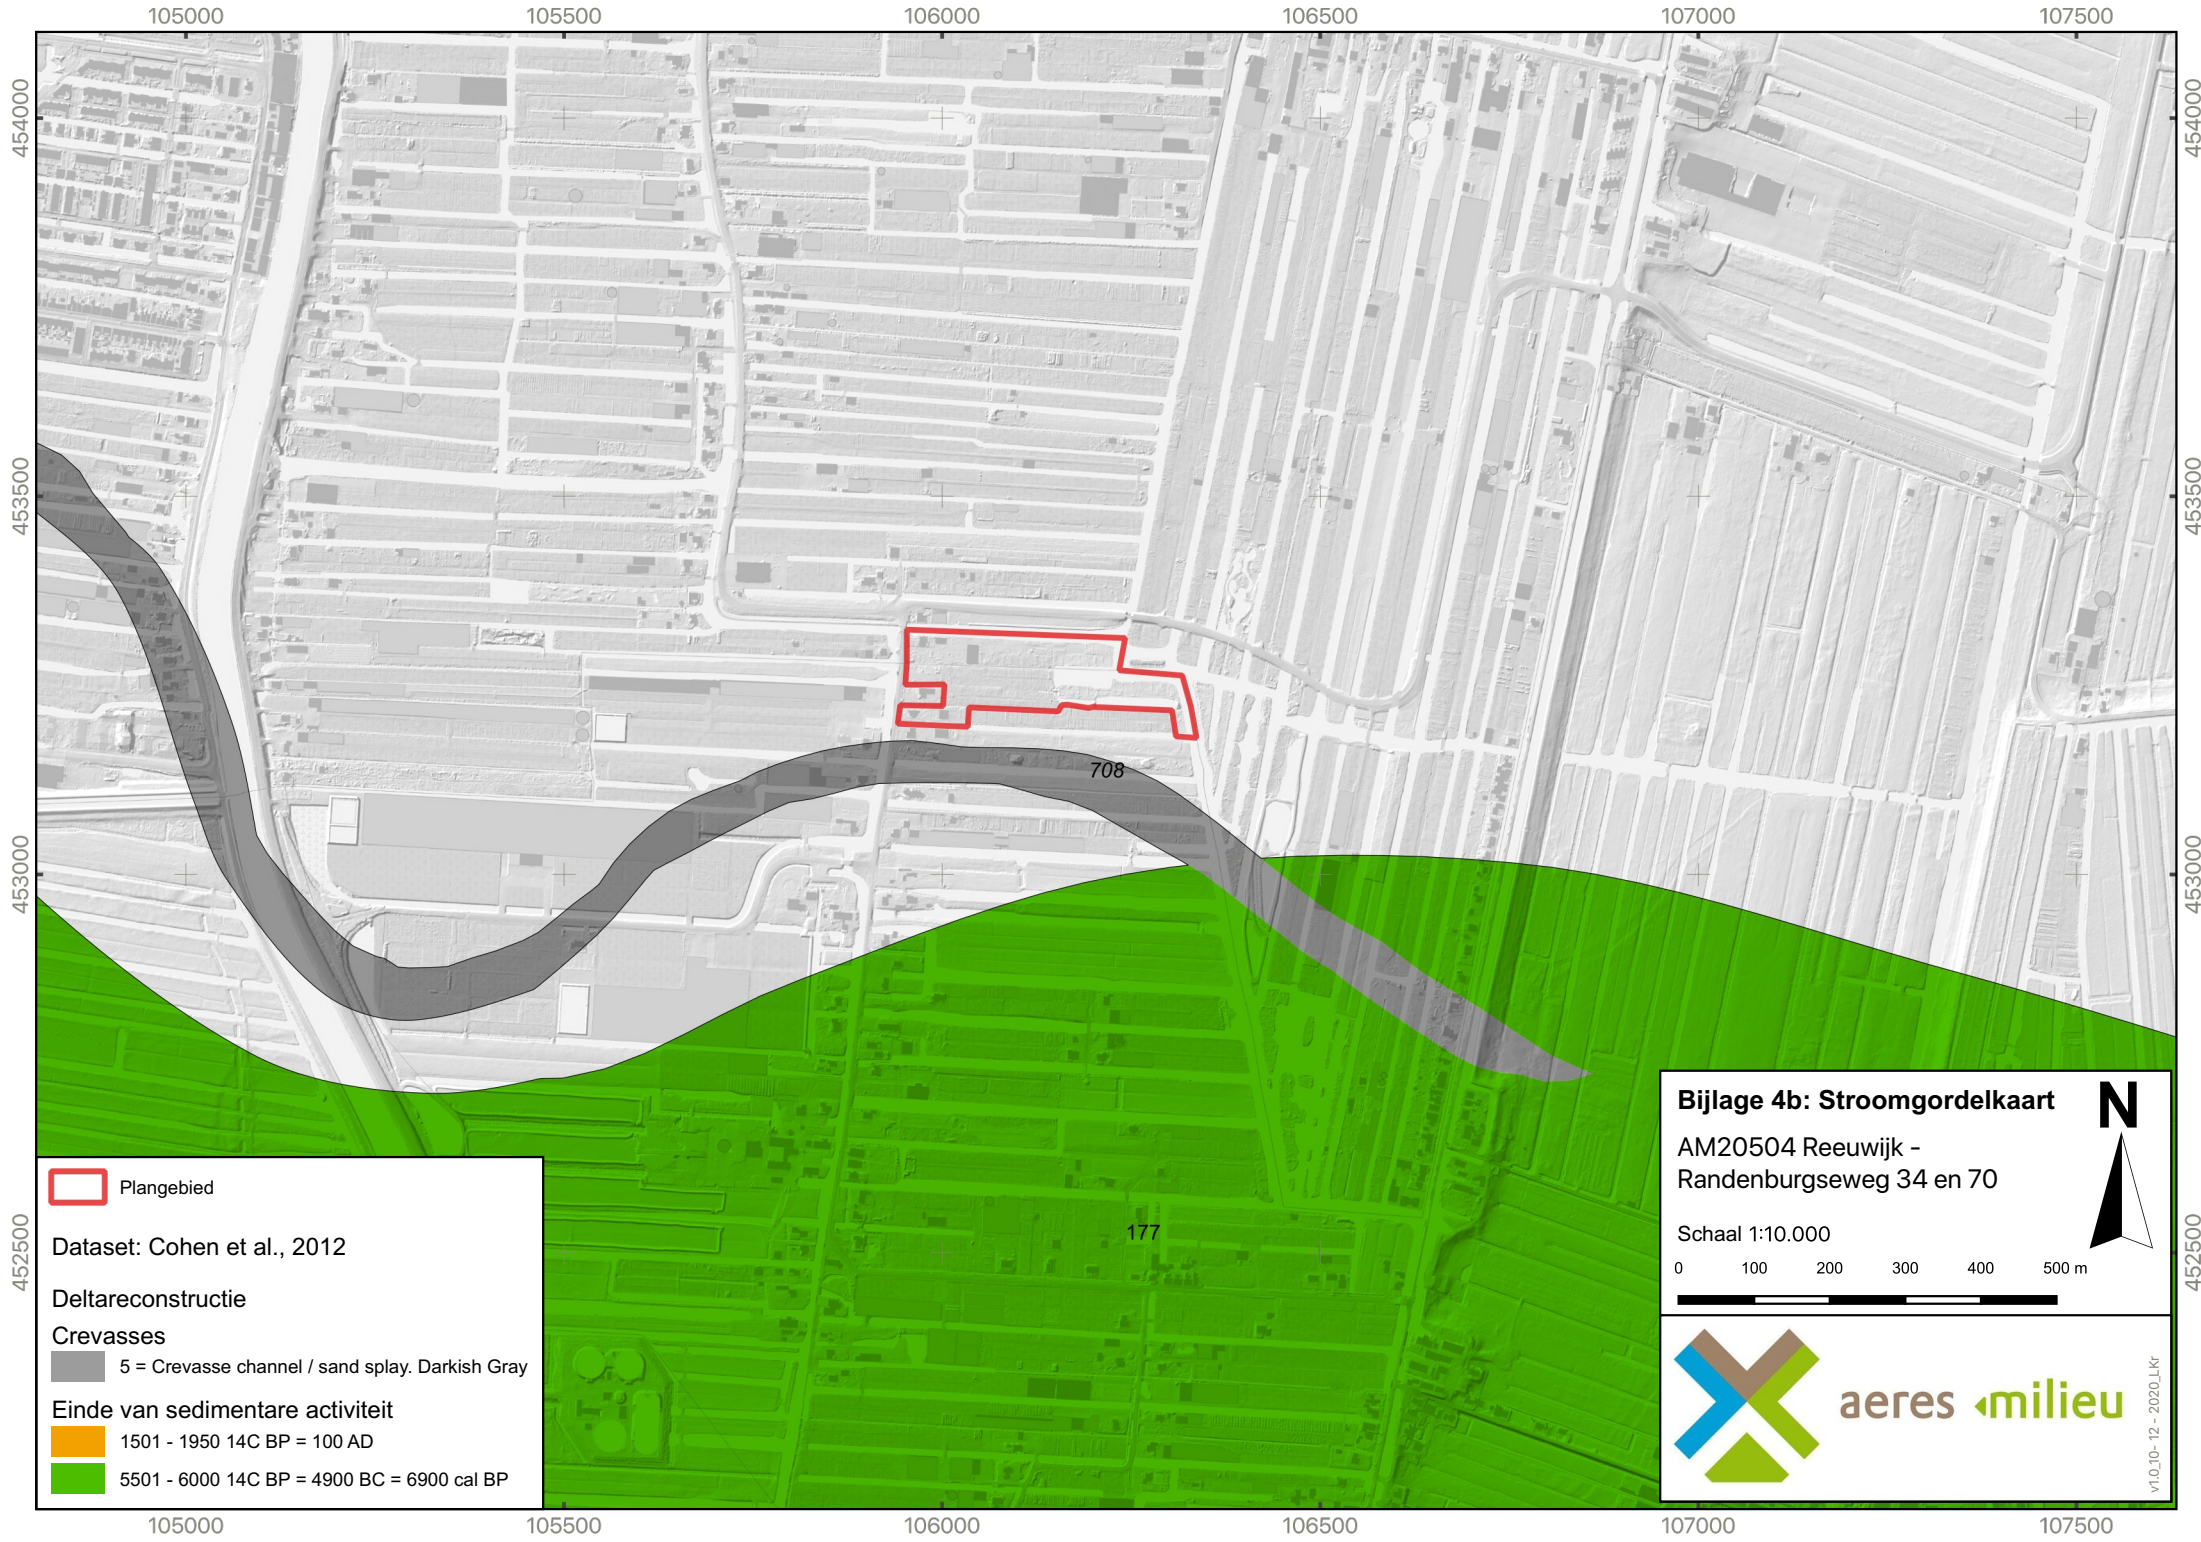 105000 105500 106000 106500 107000 107500
454000 454000
453500 453500
453000 453000
452500 452500
708
177
Plangebied
Dataset: Cohen et al., 2012
Deltareconstructie
Crevasses
5 = Crevasse channel / sand splay. Darkish Gray
Einde van sedimentare activiteit
1501 - 1950 14C BP = 100 AD
5501 - 6000 14C BP = 4900 BC = 6900 cal BP
Bijlage 4b: Stroomgordelkaart
N
AM20504 Reeuwijk -
Randenburgseweg 34 en 70
Schaal 1:10.000
0 100 200 300 400 500 m
aeres milieu
v1.0_10- 12 - 2020_LKr
105000 105500 106000 106500 107000 107500